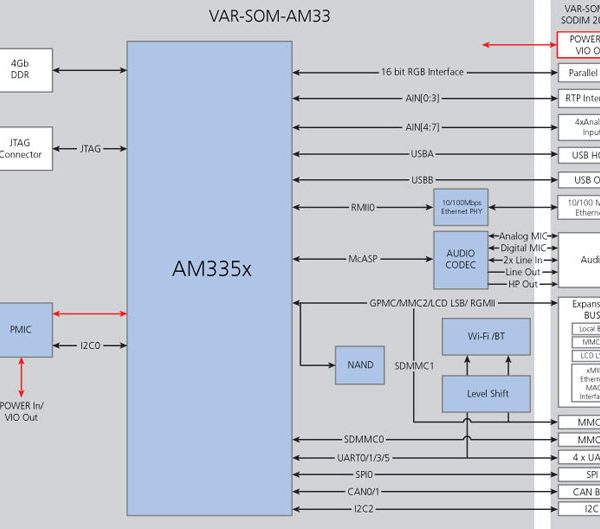 VAR-SOM-AM33
VAR-SOM
SODIM 20
4Gb
DDR
JTAG
Connector
JTAG
PMIC
I2C0
POWER In/
VIO Out
AM335x
16 bit RGB Interface
AIN[0:3]
AIN[4:7]
USBA
USBB
RMII0
10/100Mbps
Ethernet PHY
McASP
AUDIO
CODEC
Analog MIC
Digital MIC
2x Line In
Line Out
HP Out
GPMC/MMC2/LCD LSB/ RGMII
NAND
SDMMC1
Wi-Fi /BT
Level Shift
SDMMC0
UART0/1/3/5
SPI0
CAN0/1
I2C2
POWER
VIO O
Parallel
RTP Inter
4xAnal
Input
USB H
USB O
10/100 M
Etherne
Audi
Expans
BUS
Local B
MMC
LCD LS
xMII
Etherne
MAC
Interfac
MMC
MMC
4 x UA
SPI
CAN B
I2C